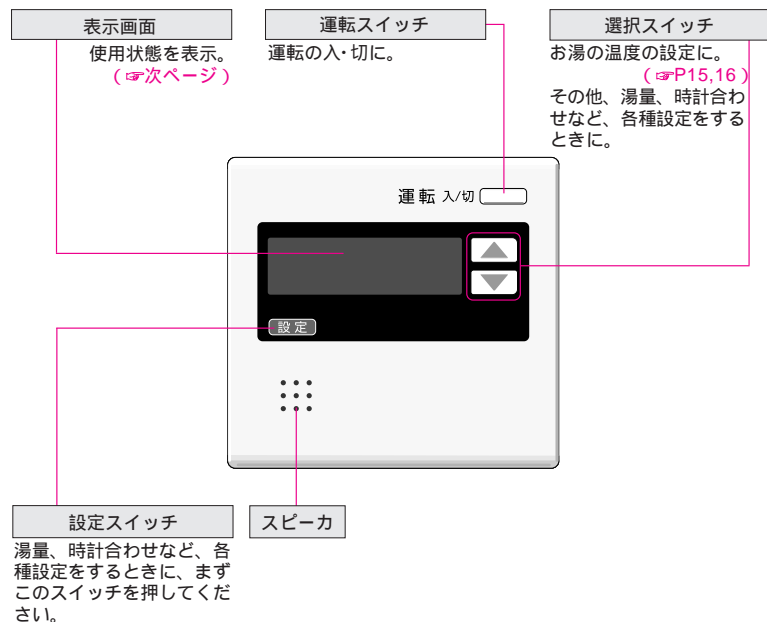 表示画面
使用状態を表示。
(☞次ページ)
運転スイッチ
運転の入・切に。
選択スイッチ
お湯の温度の設定に。
(☞P15,16)
その他、湯量、時計合わ
せなど、各種設定をする
ときに。
運転 入/切
設定
設定スイッチ
湯量、時計合わせなど、各
種設定をするときに、まず
このスイッチを押してくだ
さい。
スピーカ